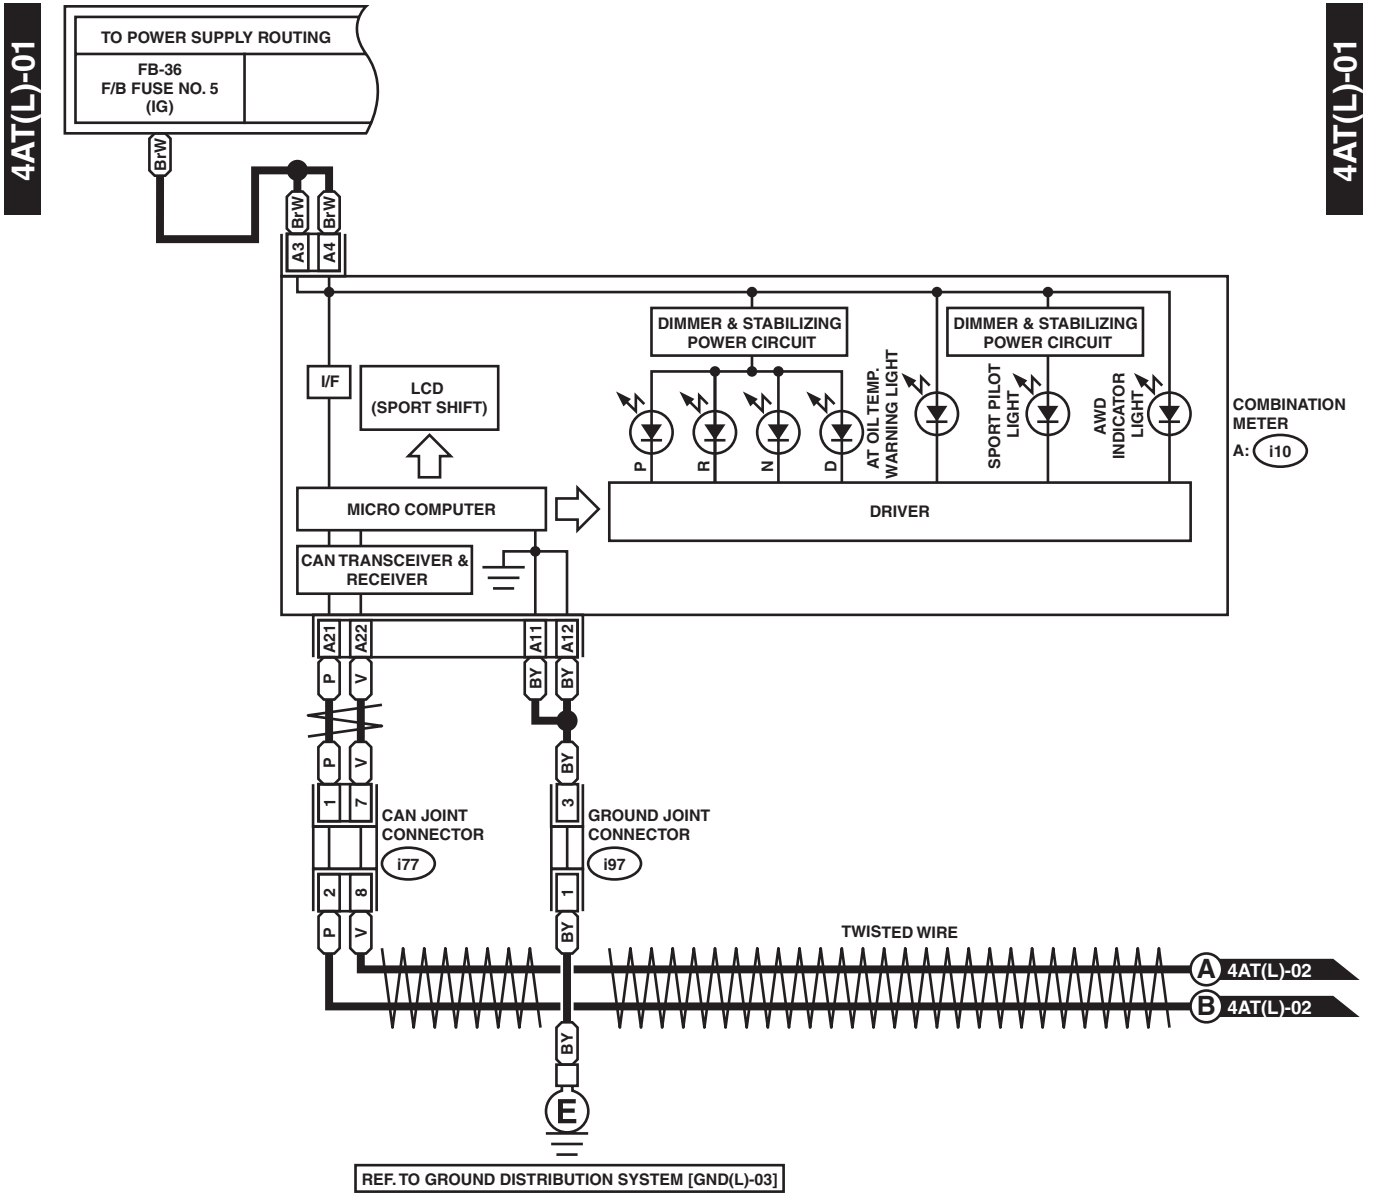 4AT(L)-01
4AT(L)-01
TO POWER SUPPLY ROUTING
FB-36
F/B FUSE NO. 5
(IG)
BrW
BrW
BrW
A3
A4
DIMMER & STABILIZING
POWER CIRCUIT
DIMMER & STABILIZING
POWER CIRCUIT
I/F
LCD
(SPORT SHIFT)
P
R
N
D
AT OIL TEMP.
WARNING LIGHT
SPORT PILOT
LIGHT
AWD
INDICATOR
LIGHT
COMBINATION
METER
A: i10
MICRO COMPUTER
DRIVER
CAN TRANSCEIVER &
RECEIVER
A21
A22
A11
A12
P
V
BY
BY
P
V
BY
1
7
3
CAN JOINT
CONNECTOR
i77
GROUND JOINT
CONNECTOR
i97
2
8
1
P
V
BY
TWISTED WIRE
A 4AT(L)-02
B 4AT(L)-02
BY
E
REF. TO GROUND DISTRIBUTION SYSTEM [GND(L)-03]